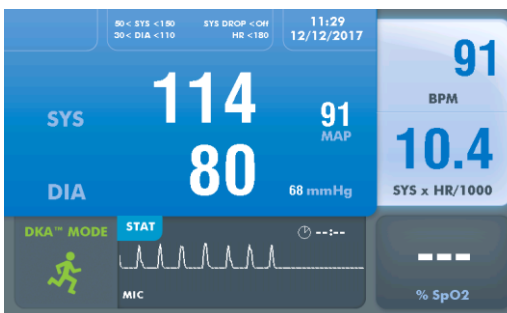 50< SYS <150 SYS DROP <Off 11:29
30< DIA <110 HR <180 12/12/2017
SYS 114 91 MAP
DIA 80 68 mmHg
91
BPM
10.4
SYS x HR/1000
DKA™ MODE
STAT
--:--
MIC
---
% SpO2